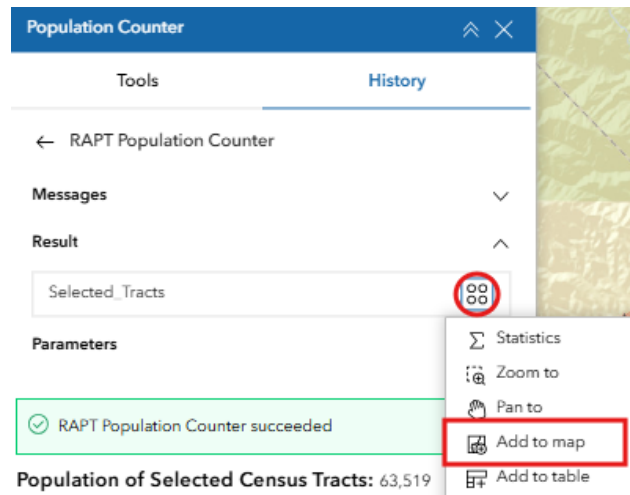 Population Counter
Tools History
RAPT Population Counter
Messages
Result
Selected_Tracts
Parameters
Statistics
Zoom to
Pan to
RAPT Population Counter succeeded
Add to map
Population of Selected Census Tracts: 63,519
Add to table